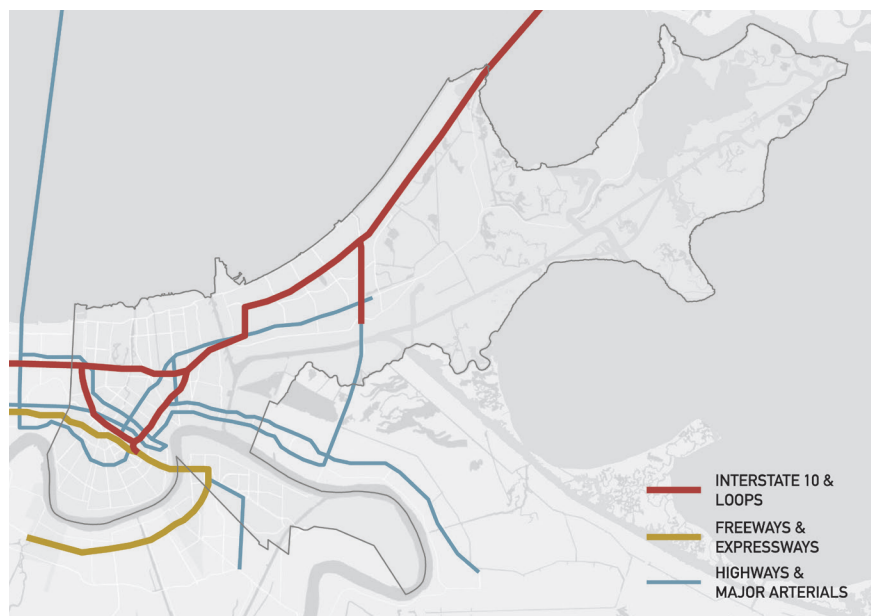 INTERSTATE 10 &
LOOPS
FREEWAYS &
EXPRESSWAYS
HIGHWAYS &
MAJOR ARTERIALS